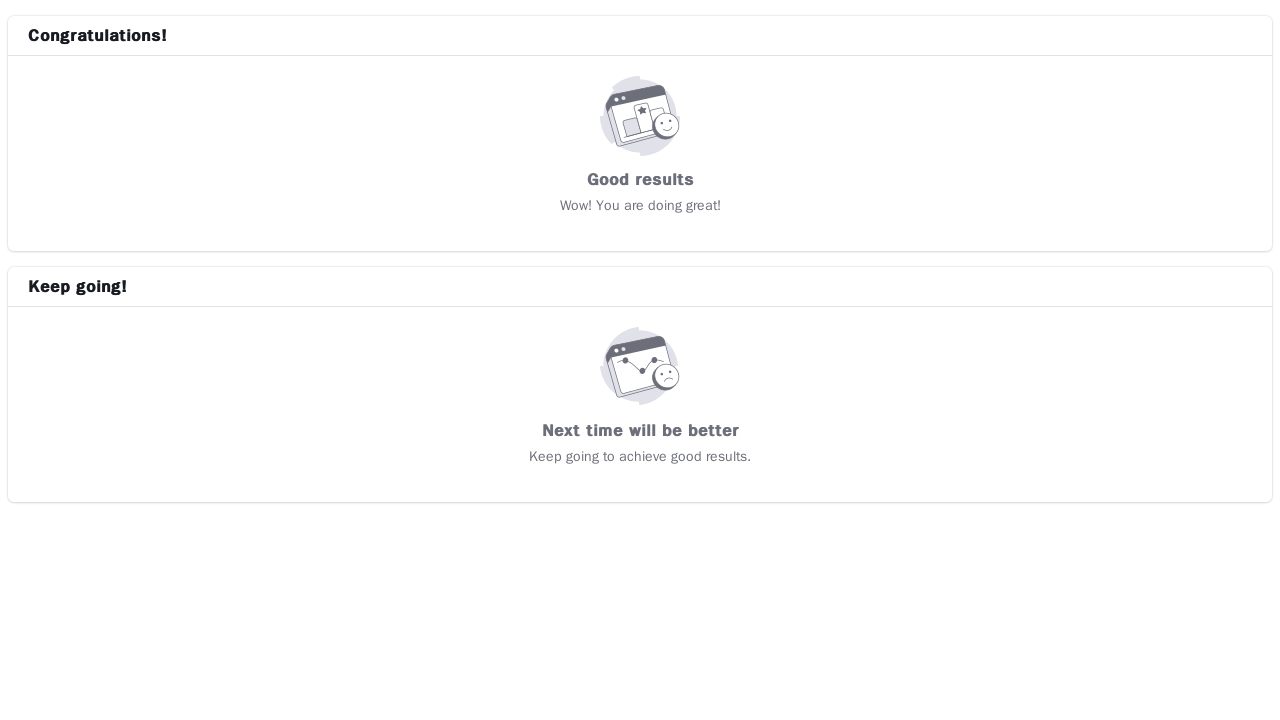 Congratulations!
Good results
Wow! You are doing great!
Keep going!
Next time will be better
Keep going to achieve good results.